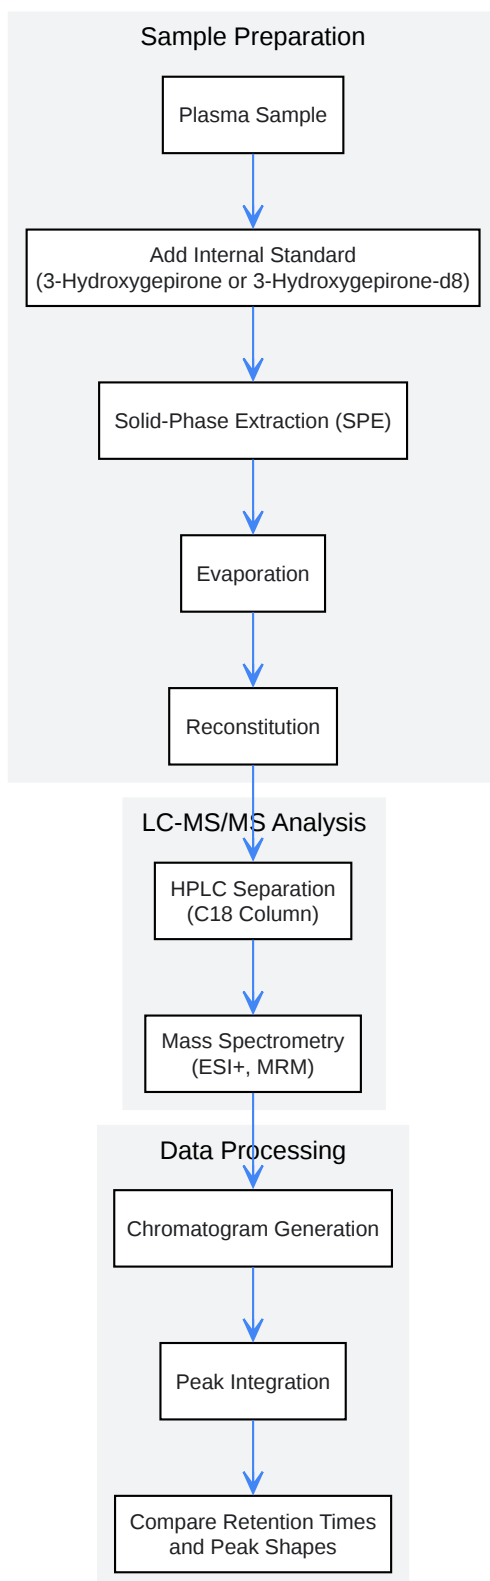 Sample Preparation
Plasma Sample
Add Internal Standard
(3-Hydroxygepirone or 3-Hydroxygepirone-d8)
Solid-Phase Extraction (SPE)
Evaporation
Reconstitution
LC-MS/MS Analysis
HPLC Separation
(C18 Column)
Mass Spectrometry
(ESI+, MRM)
Data Processing
Chromatogram Generation
Peak Integration
Compare Retention Times
and Peak Shapes